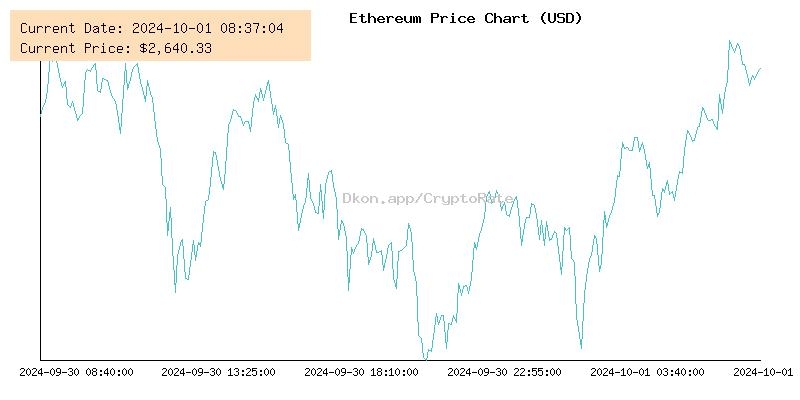 Ethereum Price Chart (USD)
Current Date: 2024-10-01 08:37:04
Current Price: $2,640.33
Dkon.app/CryptoRate
2024-09-30 08:40:00 2024-09-30 13:25:00 2024-09-30 18:10:00 2024-09-30 22:55:00 2024-10-01 03:40:00 2024-10-01